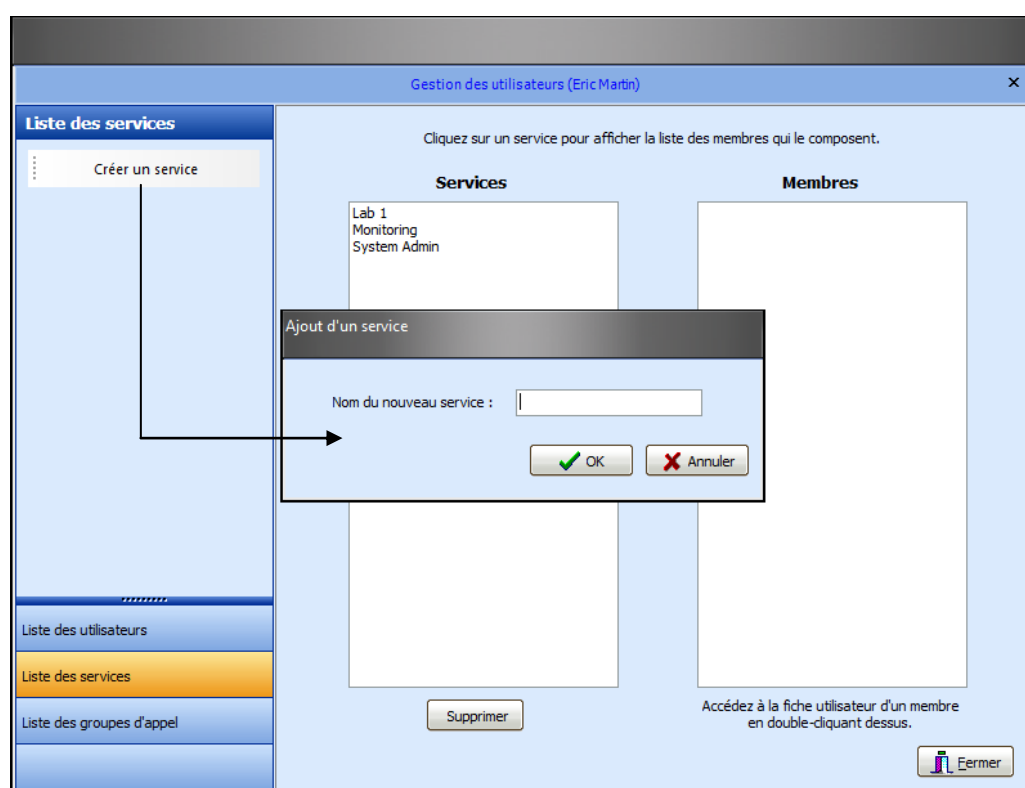 Gestion des utilisateurs (Eric Martin)
Liste des services
Créer un service
Cliquez sur un service pour afficher la liste des membres qui le composent.
Services
Membres
Lab 1
Monitoring
System Admin
Ajout d'un service
Nom du nouveau service :
OK
Annuler
Liste des utilisateurs
Liste des services
Liste des groupes d'appel
Supprimer
Accédez à la fiche utilisateur d'un membre
en double-cliquant dessus.
Fermer